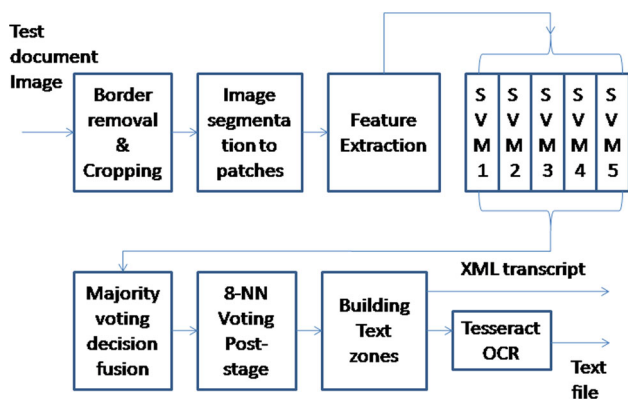 Test
document
Image
Border
removal
&
Cropping
Image
segmenta
tion to
patches
Feature
Extraction
S
V
M
1
S
V
M
2
S
V
M
3
S
V
M
4
S
V
M
5
Majority
voting
decision
fusion
8-NN
Voting
Post-
stage
Building
Text
zones
XML transcript
Tesseract
OCR
Text
file